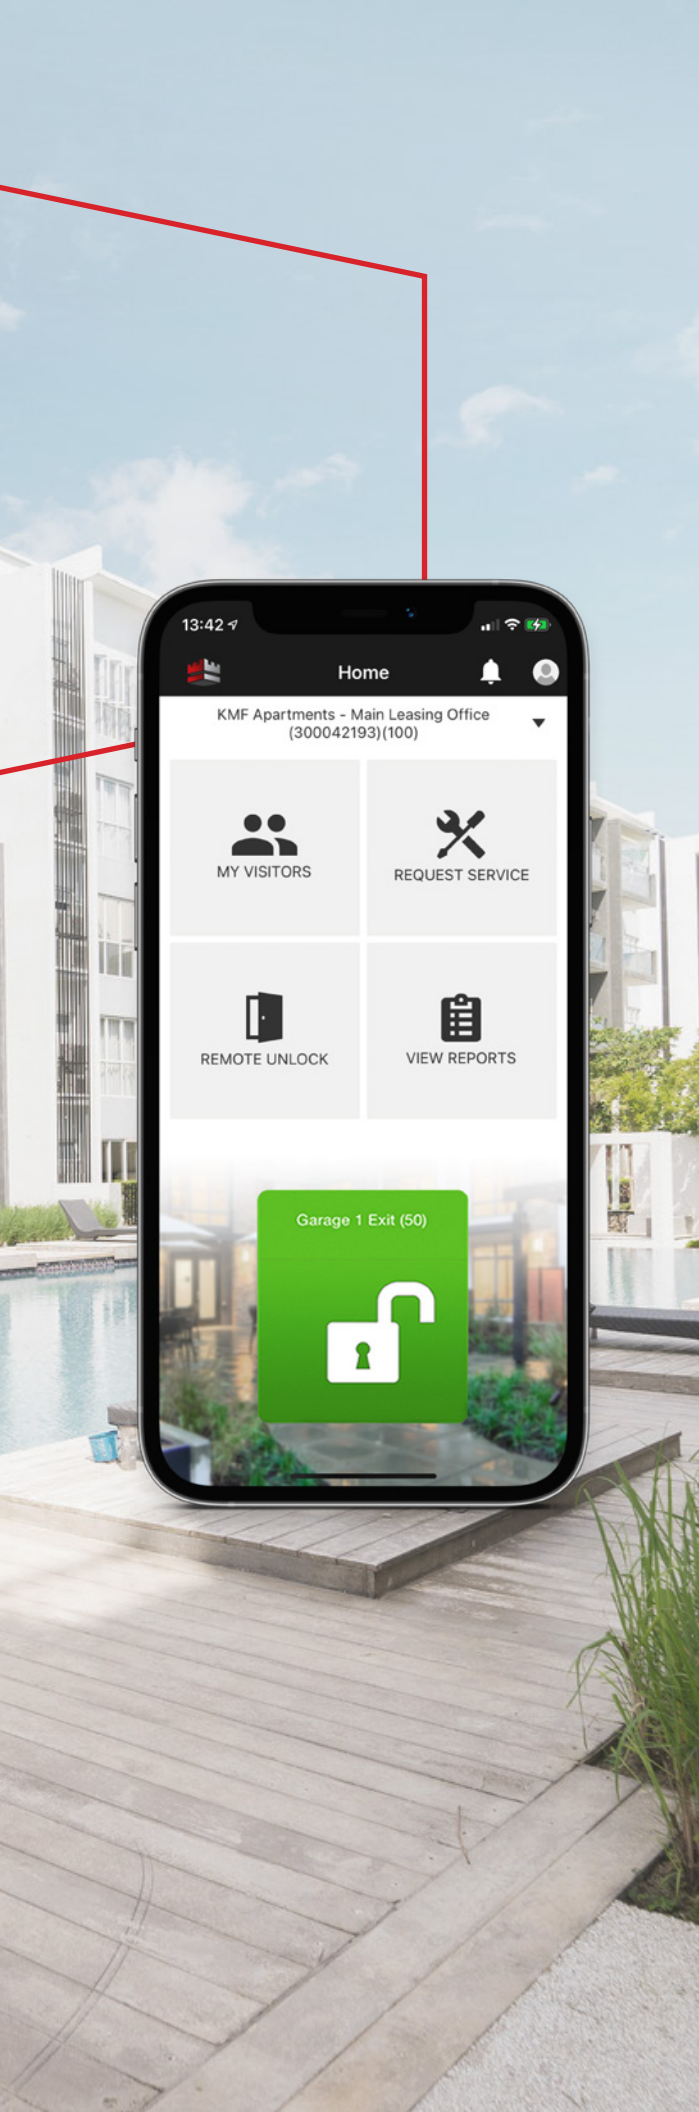 13:42
Home
KMF Apartments - Main Leasing Office
(300042193)(100)
MY VISITORS
REQUEST SERVICE
REMOTE UNLOCK
VIEW REPORTS
Garage 1 Exit (50)